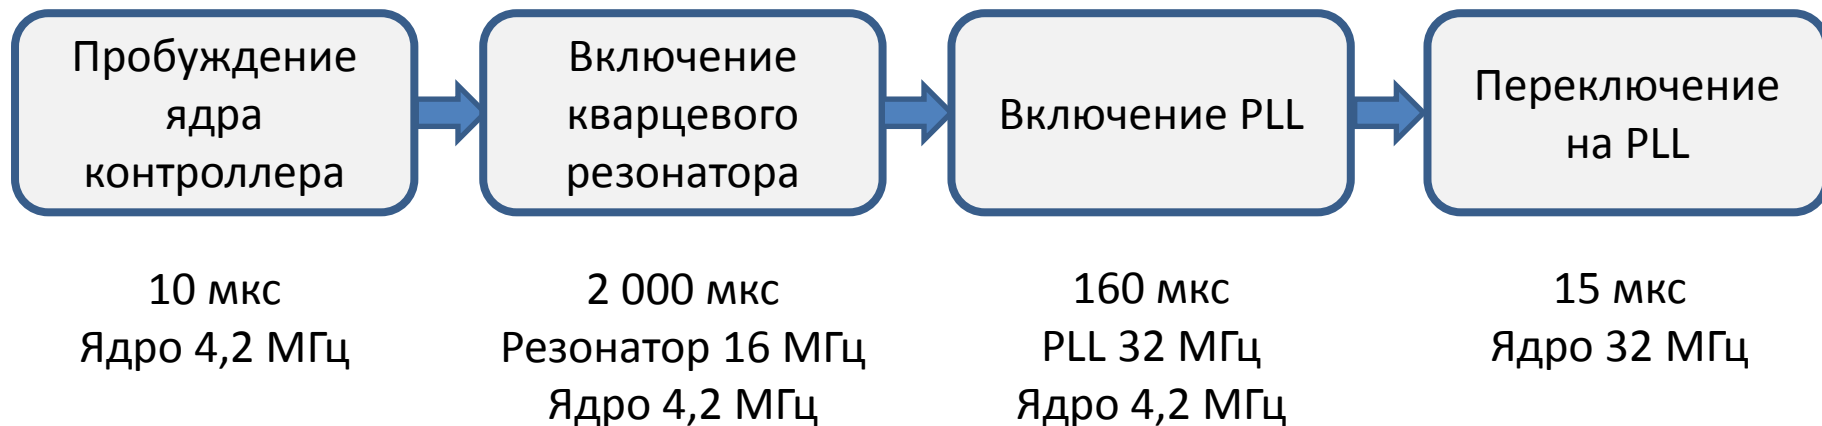 Пробуждение
ядра
контроллера
Включение
кварцевого
резонатора
Включение PLL
Переключение
на PLL
10 мкс
Ядро 4,2 МГц
2 000 мкс
Резонатор 16 МГц
Ядро 4,2 МГц
160 мкс
PLL 32 МГц
Ядро 4,2 МГц
15 мкс
Ядро 32 МГц